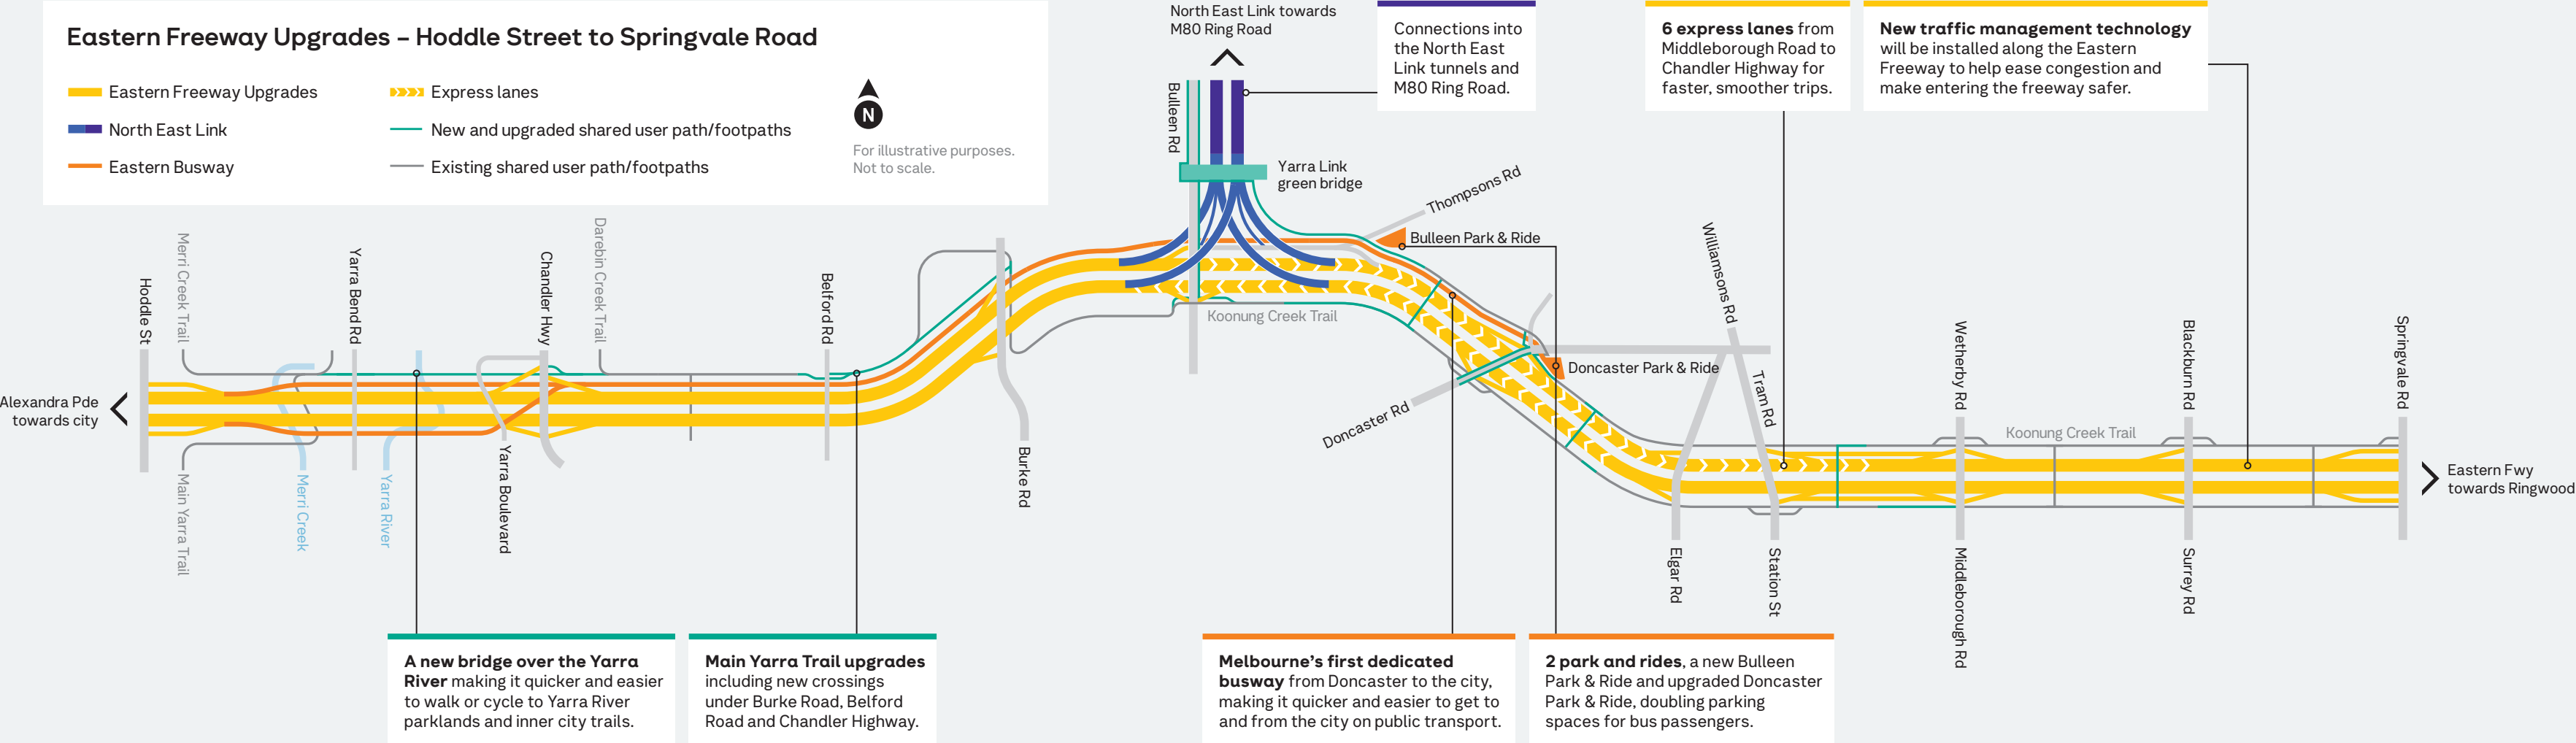 Eastern Freeway Upgrades – Hoddle Street to Springvale Road
Eastern Freeway Upgrades
North East Link
Eastern Busway
Express lanes
New and upgraded shared user path/footpaths
Existing shared user path/footpaths
N
For illustrative purposes.
Not to scale.
North East Link towards
M80 Ring Road
Connections into
the North East
Link tunnels and
M80 Ring Road.
6 express lanes from
Middleborough Road to
Chandler Highway for
faster, smoother trips.
New traffic management technology
will be installed along the Eastern
Freeway to help ease congestion and
make entering the freeway safer.
Bulleen Rd
Yarra Link
green bridge
Thompsons Rd
Bulleen Park & Ride
Koonung Creek Trail
Doncaster Park & Ride
Doncaster Rd
Williamsons Rd
Tram Rd
Wetherby Rd
Blackburn Rd
Springvale Rd
Koonung Creek Trail
Eastern Fwy
towards Ringwood
Elgar Rd
Station St
Middleborough Rd
Surrey Rd
Alexandra Pde
towards city
Hoddle St
Merri Creek Trail
Main Yarra Trail
Merri Creek
Yarra Bend Rd
Yarra River
Yarra Boulevard
Chandler Hwy
Darebin Creek Trail
Belford Rd
Burke Rd
A new bridge over the Yarra
River making it quicker and easier
to walk or cycle to Yarra River
parklands and inner city trails.
Main Yarra Trail upgrades
including new crossings
under Burke Road, Belford
Road and Chandler Highway.
Melbourne’s first dedicated
busway from Doncaster to the city,
making it quicker and easier to get to
and from the city on public transport.
2 park and rides, a new Bulleen
Park & Ride and upgraded Doncaster
Park & Ride, doubling parking
spaces for bus passengers.